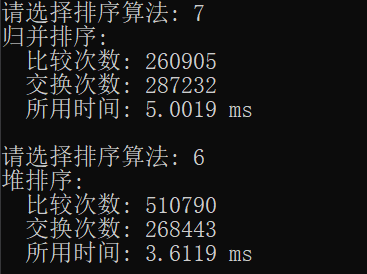 请选择排序算法: 7
归并排序:
比较次数: 260905
交换次数: 287232
所用时间: 5.0019 ms
请选择排序算法: 6
堆排序:
比较次数: 510790
交换次数: 268443
所用时间: 3.6119 ms